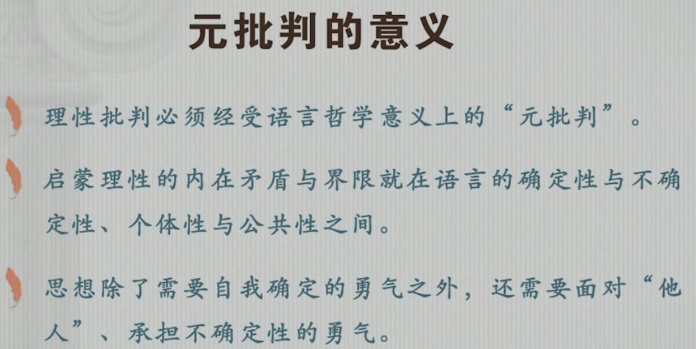 元批判的意义
理性批判必须经受语言哲学意义上的“元批判”。
启蒙理性的内在矛盾与界限就在语言的确定性与不确
定性、个体性与公共性之间。
思想除了需要自我确定的勇气之外，还需要面对“他
人”、承担不确定性的勇气。